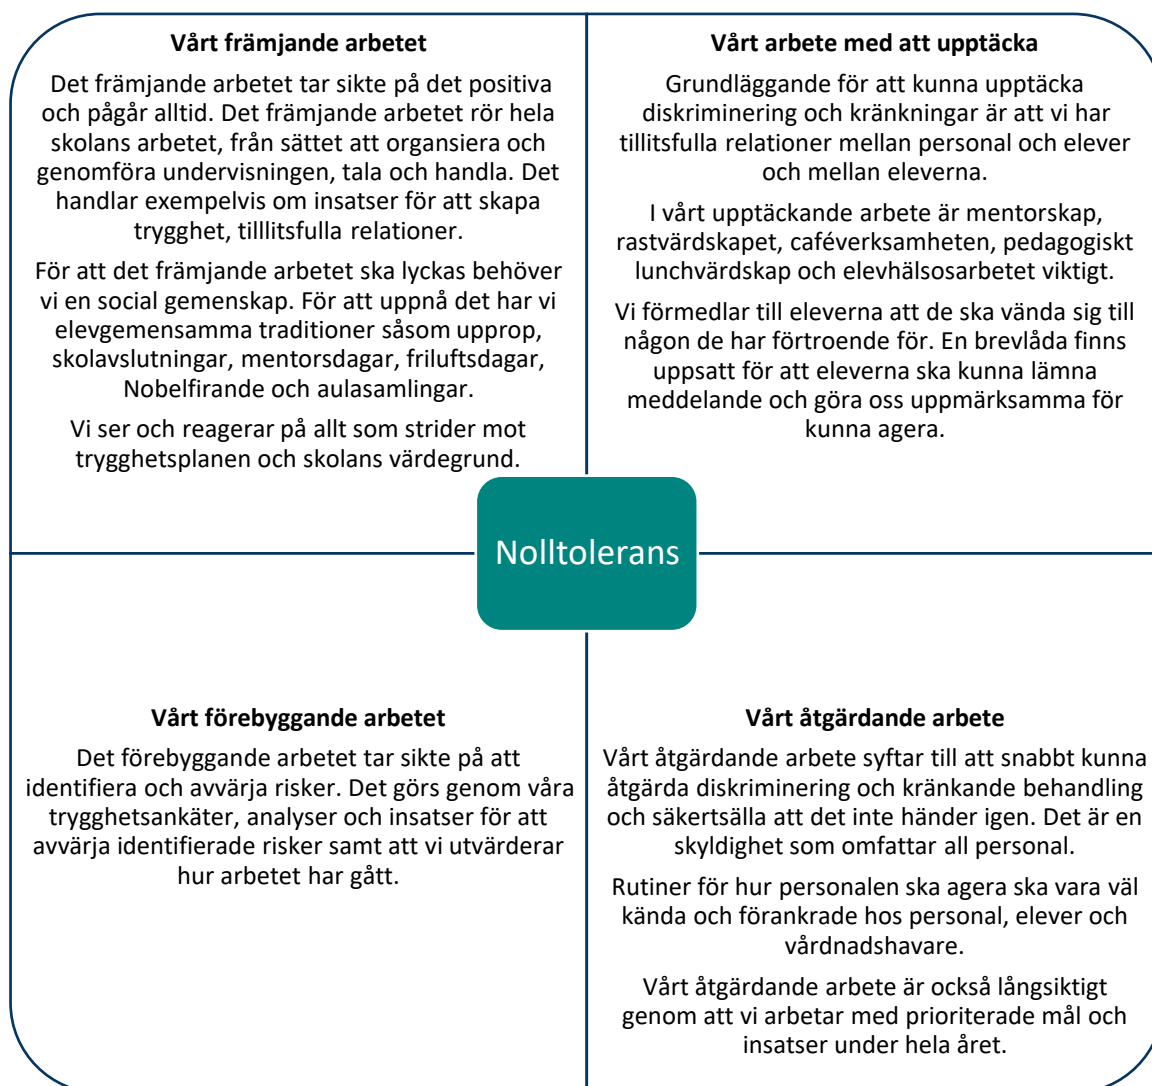 Vårt främjande arbetet
Det främjande arbetet tar sikte på det positiva
och pågår alltid. Det främjande arbetet rör hela
skolans arbetet, från sättet att organsiera och
genomföra undervisningen, tala och handla. Det
handlar exempelvis om insatser för att skapa
trygghet, tilllitsfulla relationer.
För att det främjande arbetet ska lyckas behöver
vi en social gemenskap. För att uppnå det har vi
elevgemensamma traditioner såsom upprop,
skolavslutningar, mentorsdagar, friluftsdagar,
Nobelfirande och aulasamlingar.
Vi ser och reagerar på allt som strider mot
trygghetsplanen och skolans värdegrund.
Vårt arbete med att upptäcka
Grundläggande för att kunna upptäcka
diskriminering och kränkningar är att vi har
tillitsfulla relationer mellan personal och elever
och mellan eleverna.
I vårt upptäckande arbete är mentorskap,
rastvärdskapet, caféverksamheten, pedagogiskt
lunchvärdskap och elevhälsosarbetet viktigt.
Vi förmedlar till eleverna att de ska vända sig till
någon de har förtroende för. En brevlåda finns
uppsatt för att eleverna ska kunna lämna
meddelande och göra oss uppmärksamma för
kunna agera.
Nolltolerans
Vårt förebyggande arbetet
Det förebyggande arbetet tar sikte på att
identifiera och avvärja risker. Det görs genom våra
trygghetsankäter, analyser och insatser för att
avvärja identifierade risker samt att vi utvärderar
hur arbetet har gått.
Vårt åtgärdande arbete
Vårt åtgärdande arbete syftar till att snabbt kunna
åtgärda diskriminering och kränkande behandling
och säkertsälla att det inte händer igen. Det är en
skyldighet som omfattar all personal.
Rutiner för hur personalen ska agera ska vara väl
kända och förankrade hos personal, elever och
vårdnadshavare.
Vårt åtgärdande arbete är också långsiktigt
genom att vi arbetar med prioriterade mål och
insatser under hela året.